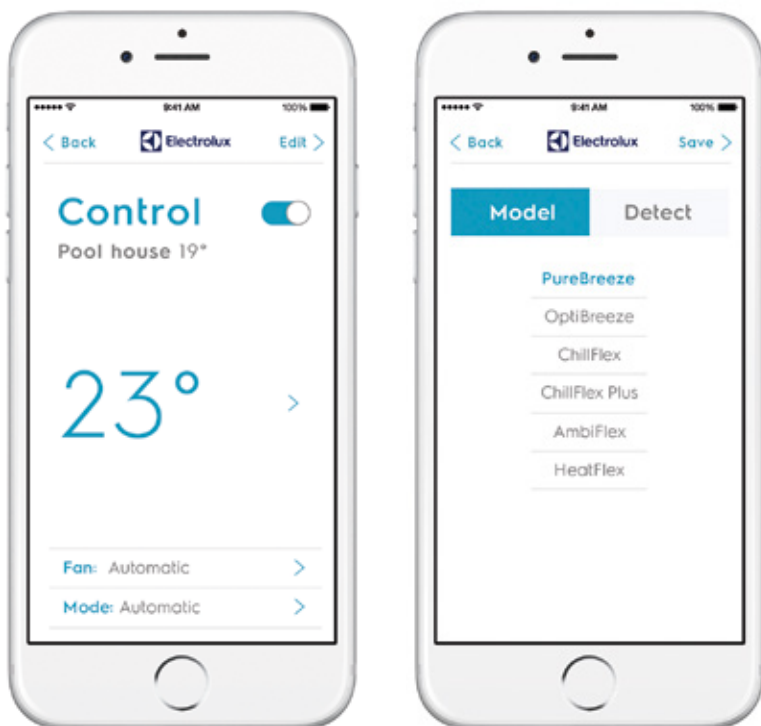 9:41 AM 100%
Back Electrolux Edit
Control
Pool house 19°
23°
Fan: Automatic
Mode: Automatic
9:41 AM 100%
Back Electrolux Save
Model Detect
PureBreeze
OptiBreeze
ChillFlex
ChillFlex Plus
AmbiFlex
HeatFlex